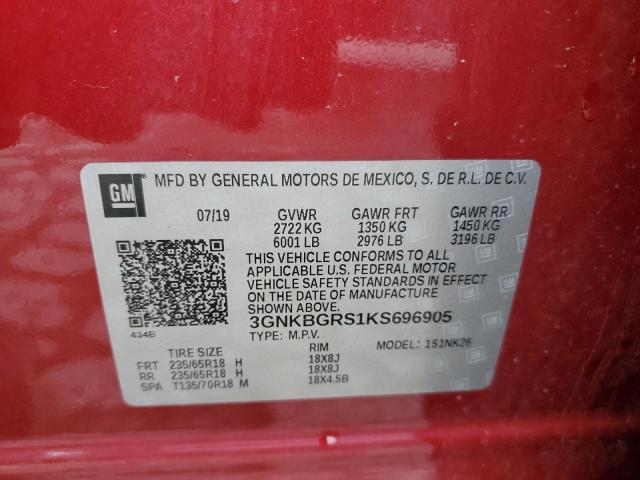 GM
MFD BY GENERAL MOTORS DE MEXICO, S. DE R.L. DE C.V.
07/19 GVWR GAWR FRT GAWR RR
2722 KG 1350 KG 1450 KG
6001 LB 2976 LB 3196 LB
THIS VEHICLE CONFORMS TO ALL
APPLICABLE U.S. FEDERAL MOTOR
VEHICLE SAFETY STANDARDS IN EFFECT
ON THE DATE OF MANUFACTURE
SHOWN ABOVE.
3GNKBGRS1KS696905
434B
TYPE: M.P.V. MODEL: 151NK26
TIRE SIZE RIM
FRT 235/65R18 H 18X8J
RR 235/65R18 H 18X8J
SPA T135/70R18 M 18X4.5B